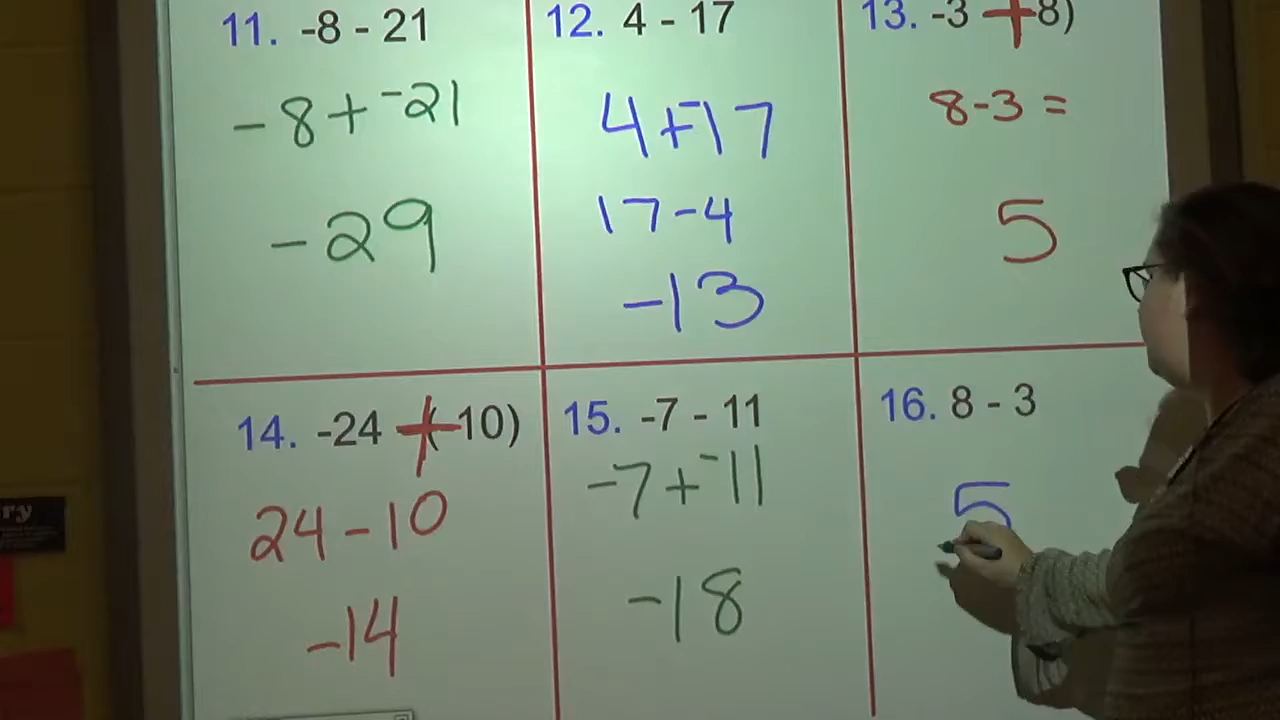 11. -8 - 21
-8+⁻21
-29
12. 4 - 17
4+⁻17
17-4
-13
13. -3 + 8)
8-3=
5
14. -24 +(10)
24-10
-14
15. -7 - 11
-7+⁻11
-18
16. 8 - 3
5
ry